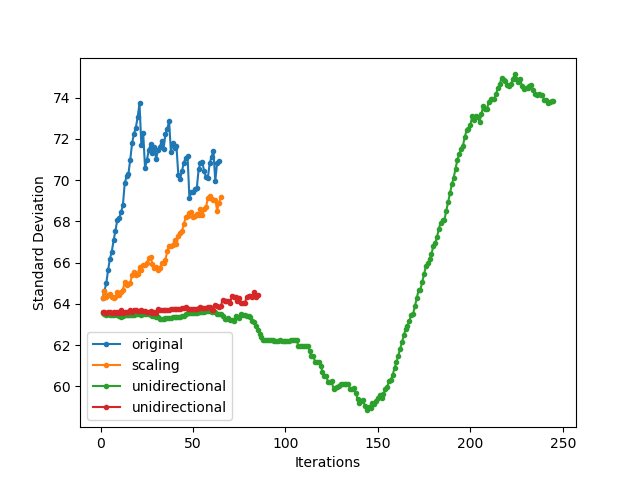 74
72
70
68
66
64
62
60
Standard Deviation
original
scaling
unidirectional
unidirectional
0 50 100 150 200 250
Iterations